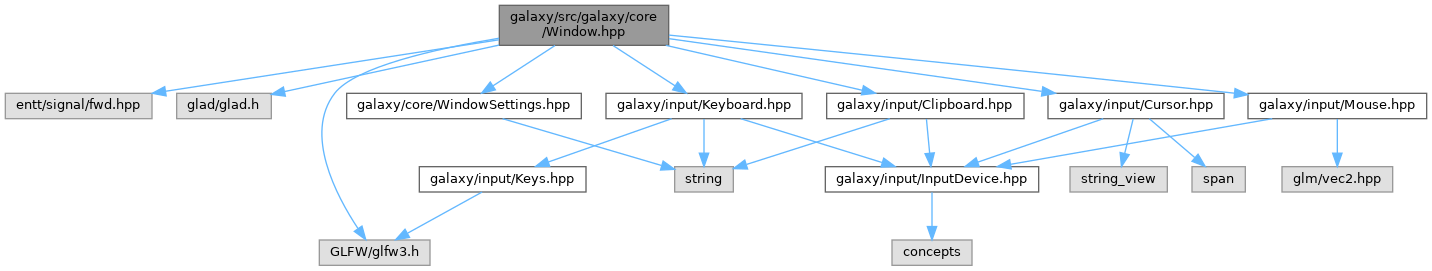 galaxy/src/galaxy/core
/Window.hpp
entt/signal/fwd.hpp
glad/glad.h
galaxy/core/WindowSettings.hpp
galaxy/input/Keyboard.hpp
galaxy/input/Clipboard.hpp
galaxy/input/Cursor.hpp
galaxy/input/Mouse.hpp
galaxy/input/Keys.hpp
string
galaxy/input/InputDevice.hpp
string_view
span
glm/vec2.hpp
GLFW/glfw3.h
concepts